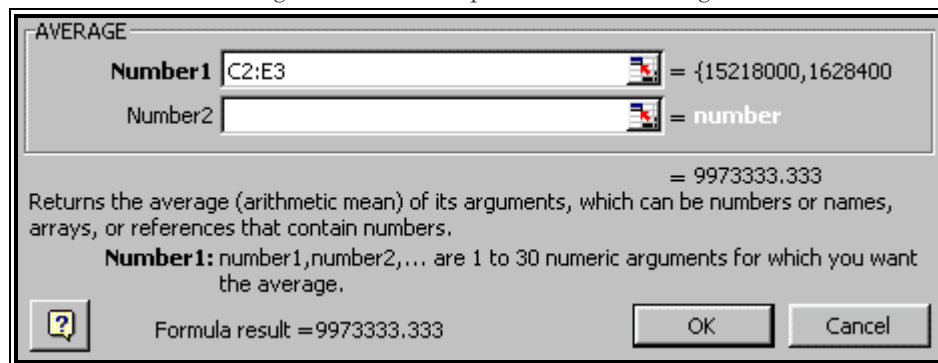 AVERAGE
Number1 C2:E3 = {15218000,1628400
Number2 = number
= 9973333.333
Returns the average (arithmetic mean) of its arguments, which can be numbers or names,
arrays, or references that contain numbers.
Number1: number1,number2,... are 1 to 30 numeric arguments for which you want
the average.
? Formula result =9973333.333 OK Cancel